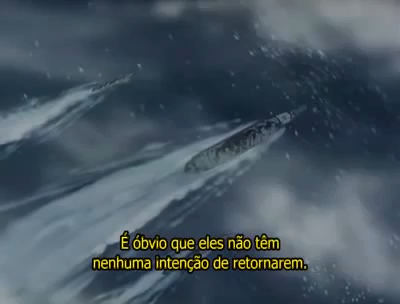 É óbvio que eles não têm
nenhuma intenção de retornarem.